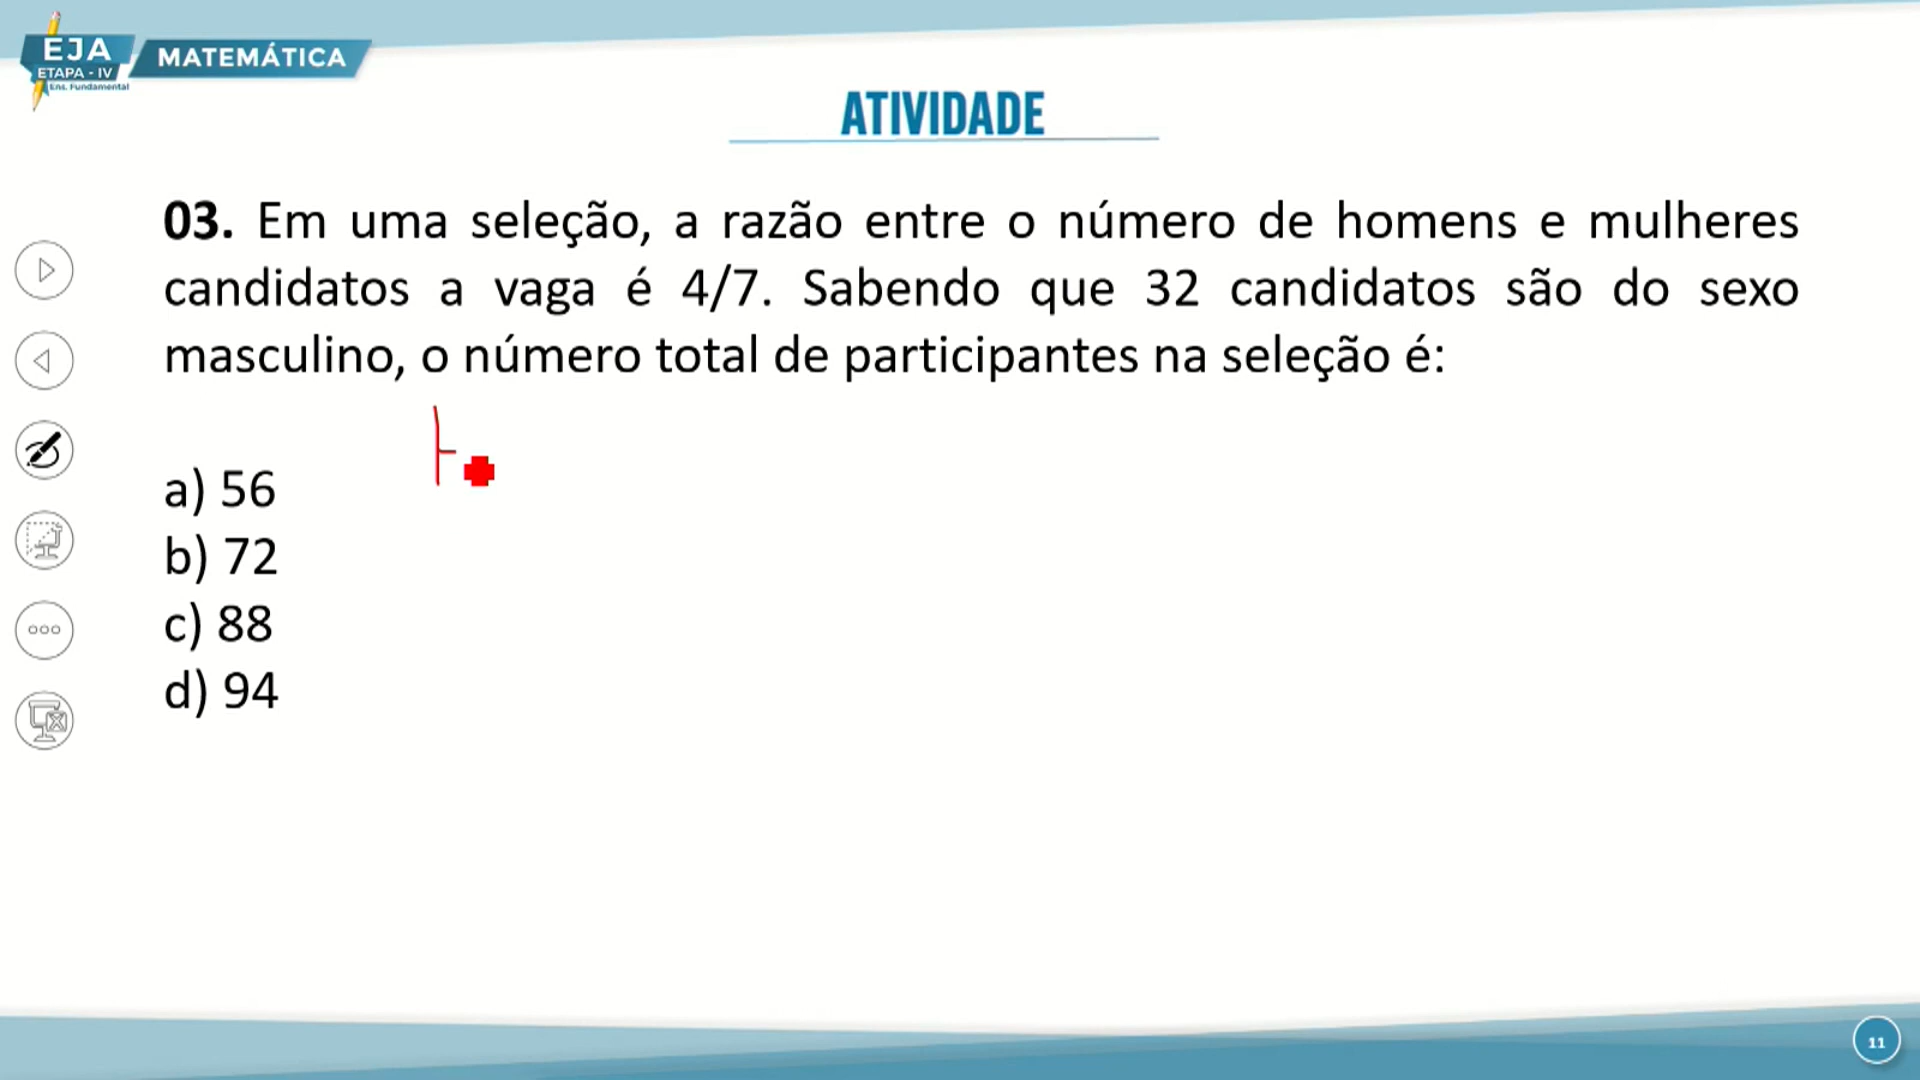 EJA
ETAPA - IV
Ens. Fundamental
MATEMÁTICA
ATIVIDADE
03. Em uma seleção, a razão entre o número de homens e mulheres
candidatos a vaga é 4/7. Sabendo que 32 candidatos são do sexo
masculino, o número total de participantes na seleção é:
a) 56
b) 72
c) 88
d) 94
11